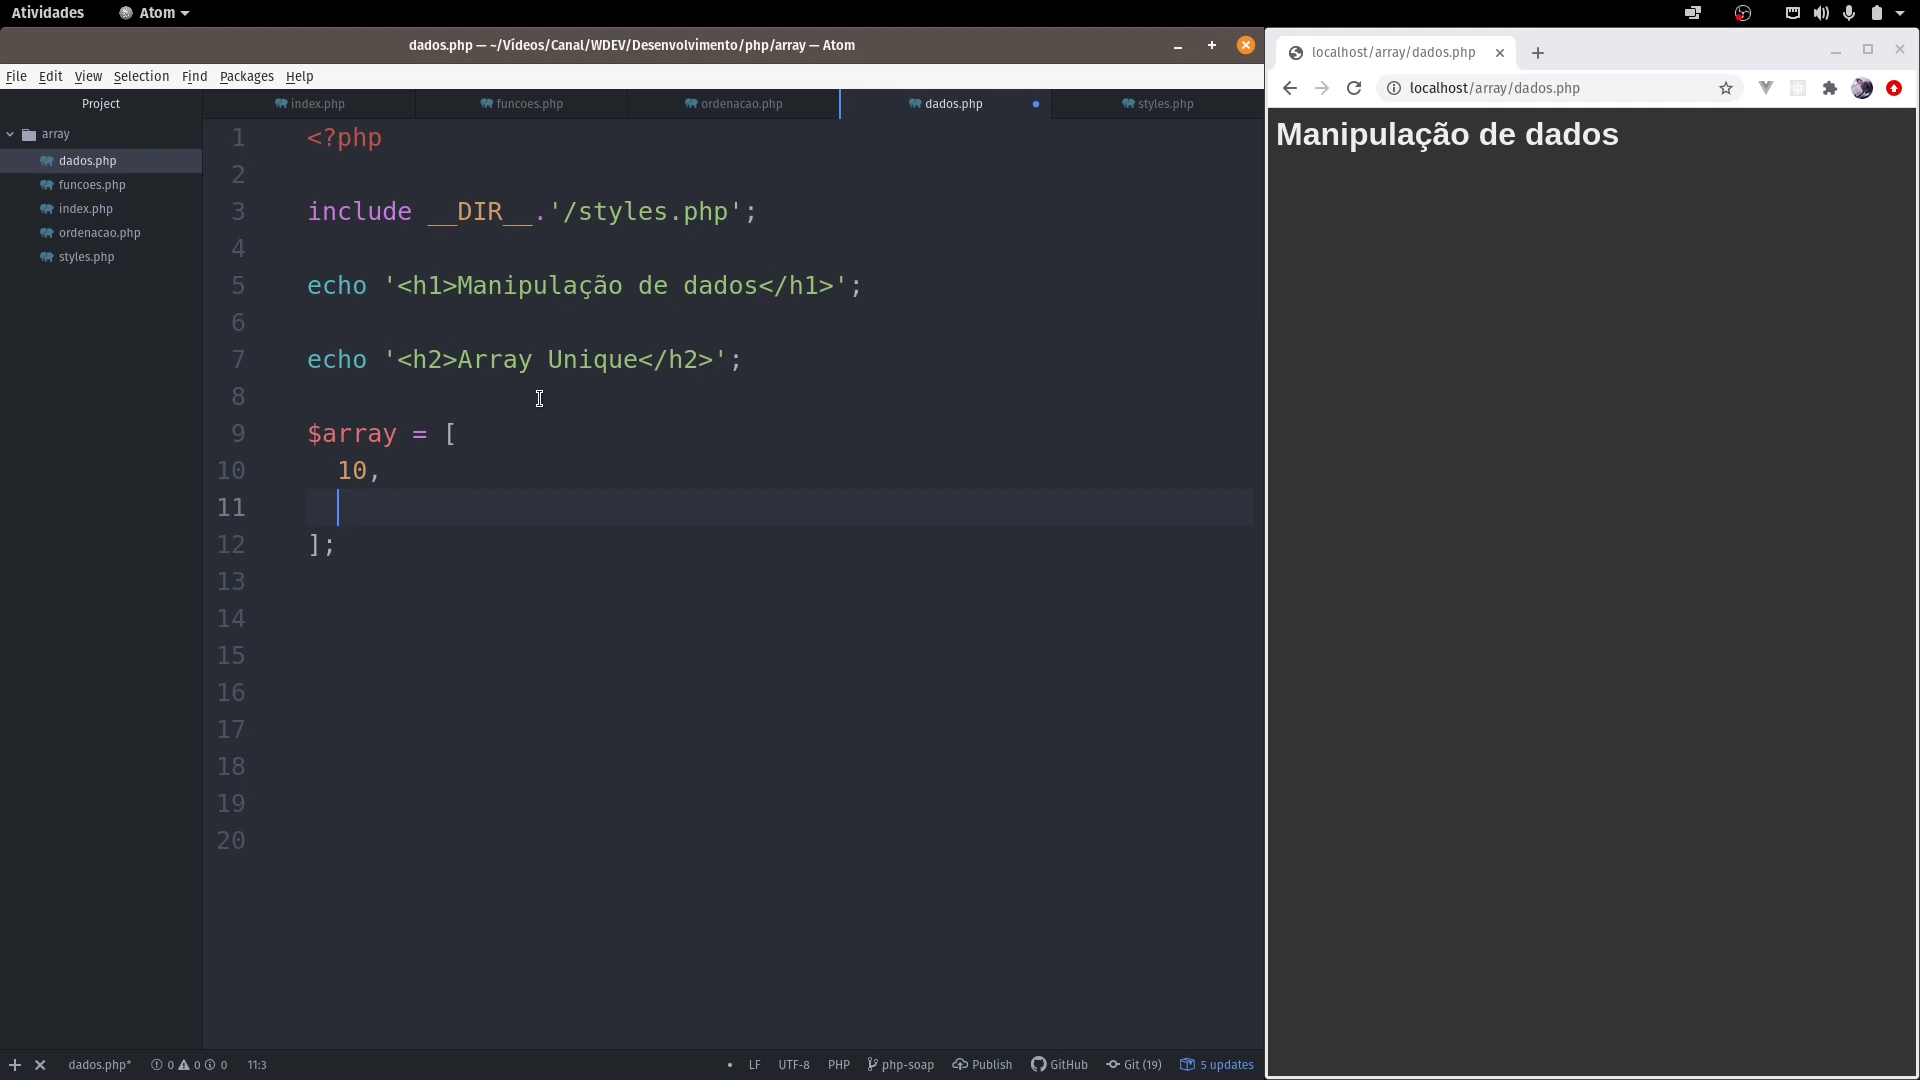 Atividades
Atom
dados.php — ~/Vídeos/Canal/WDEV/Desenvolvimento/php/array — Atom
File Edit View Selection Find Packages Help
Project
array
dados.php
funcoes.php
index.php
ordenacao.php
styles.php
index.php
funcoes.php
ordenacao.php
dados.php
styles.php
1 <?php
2
3 include __DIR__.'/styles.php';
4
5 echo '<h1>Manipulação de dados</h1>';
6
7 echo '<h2>Array Unique</h2>';
8
9 $array = [
10 10,
11
12 ];
13
14
15
16
17
18
19
20
dados.php* 0 0 0 11:3
LF UTF-8 PHP php-soap Publish GitHub Git (19) 5 updates
localhost/array/dados.php
localhost/array/dados.php
Manipulação de dados